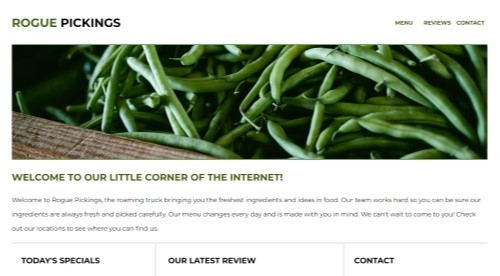 ROGUE PICKINGS
MENU REVIEWS CONTACT
WELCOME TO OUR LITTLE CORNER OF THE INTERNET!
Welcome to Rogue Pickings, the roaming truck bringing you the freshest ingredients and ideas in food. Our team works hard so you can be sure our
ingredients are always fresh and picked carefully. Our menu changes every day and is made with you in mind. We can't wait to come to you! Check
out our locations to see where you can find us.
TODAY'S SPECIALS OUR LATEST REVIEW CONTACT